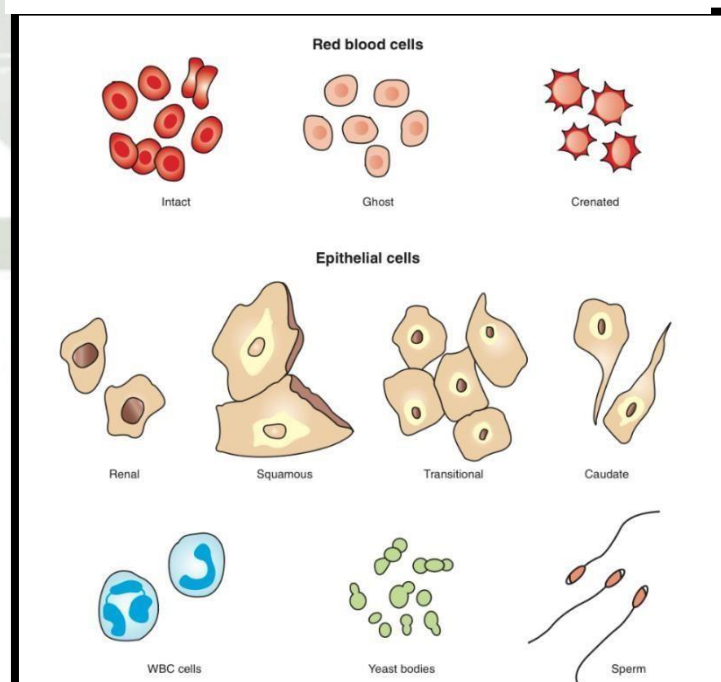 Red blood cells
Intact
Ghost
Crenated
Epithelial cells
Renal
Squamous
Transitional
Caudate
WBC cells
Yeast bodies
Sperm